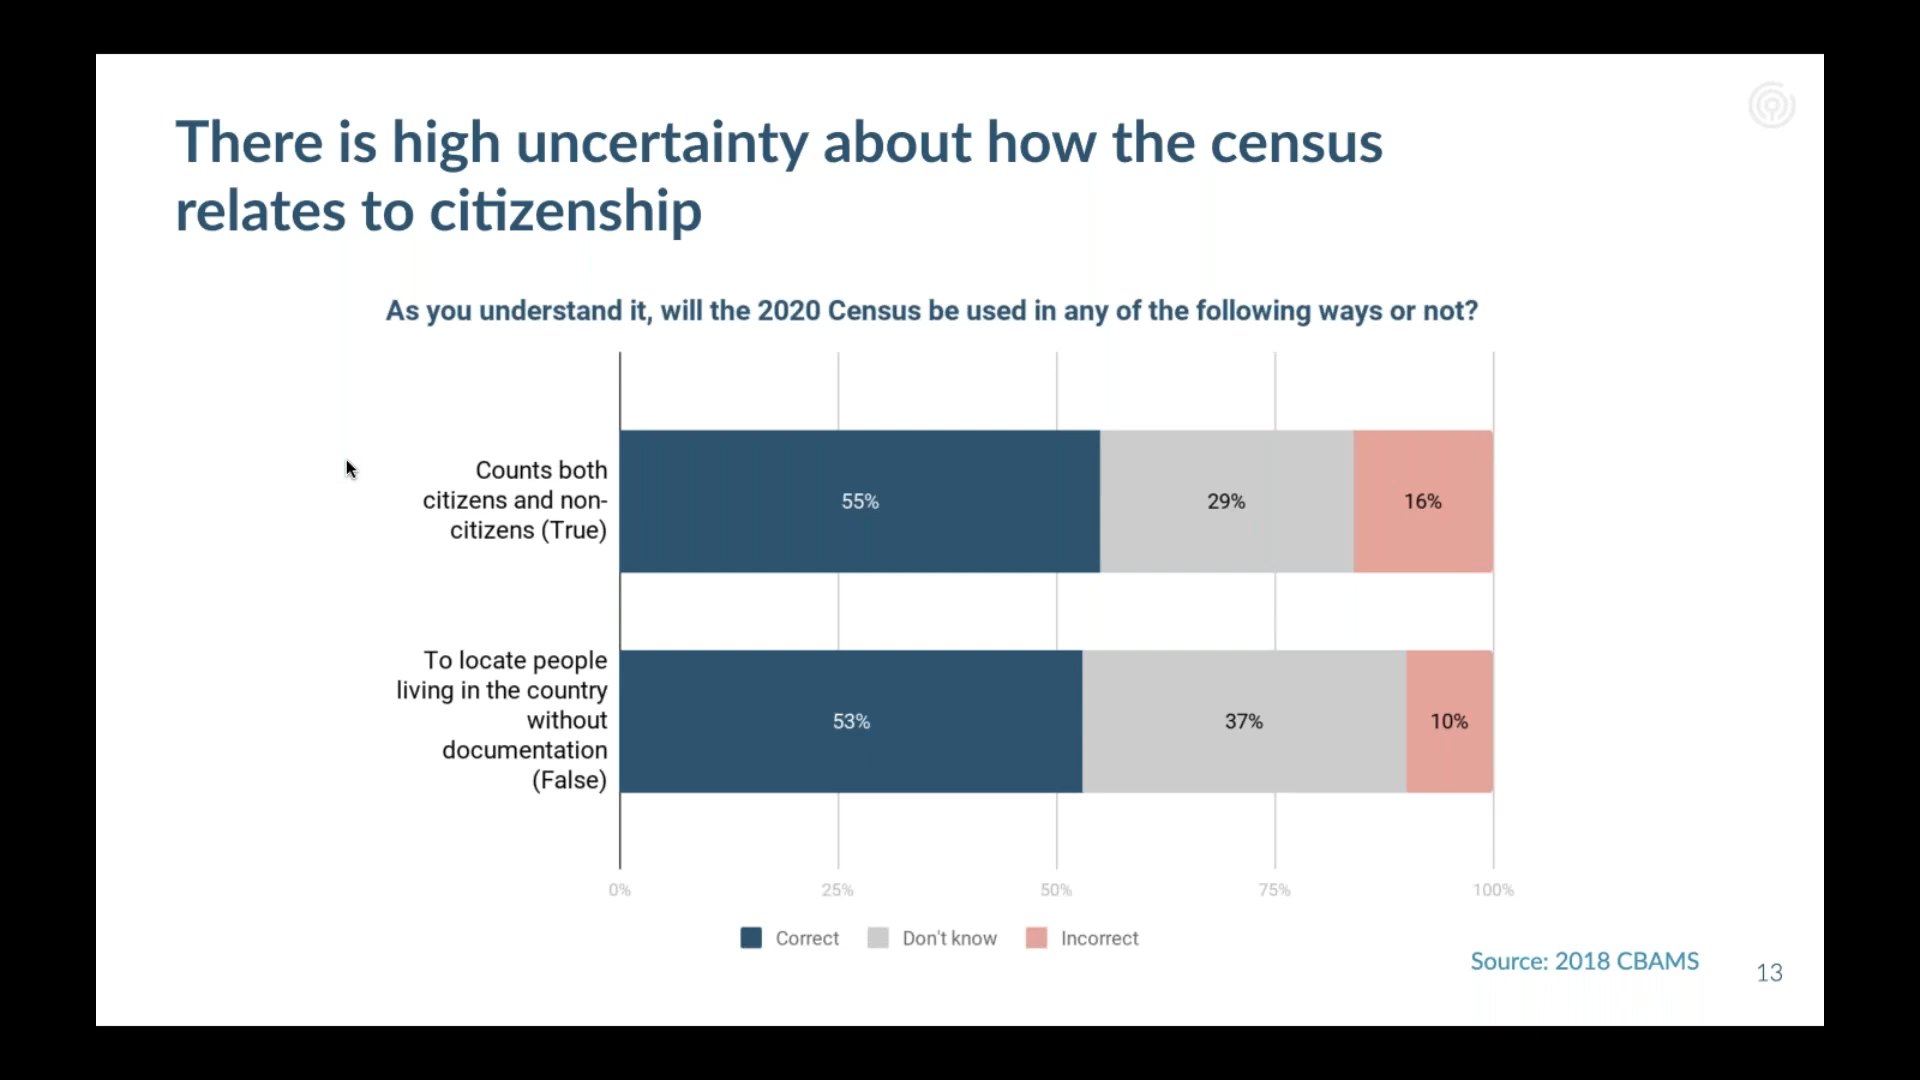 There is high uncertainty about how the census
relates to citizenship
As you understand it, will the 2020 Census be used in any of the following ways or not?
Counts both
citizens and non-
citizens (True)
55%
29%
16%
To locate people
living in the country
without
documentation
(False)
53%
37%
10%
0%
25%
50%
75%
100%
Correct
Don't know
Incorrect
Source: 2018 CBAMS
13